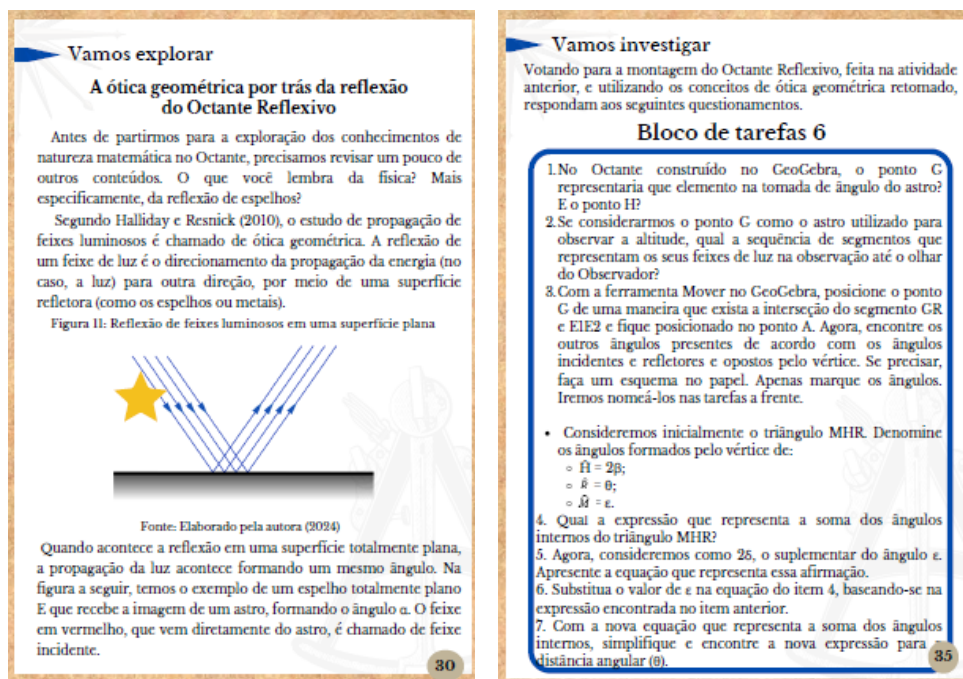 Vamos explorar
A ótica geométrica por trás da reflexão
do Octante Reflexivo
Antes de partirmos para a exploração dos conhecimentos de
natureza matemática no Octante, precisamos revisar um pouco de
outros conteúdos. O que você lembra da física? Mais
especificamente, da reflexão de espelhos?
Segundo Halliday e Resnick (2010), o estudo de propagação de
feixes luminosos é chamado de ótica geométrica. A reflexão de
um feixe de luz é o direcionamento da propagação da energia (no
caso, a luz) para outra direção, por meio de uma superfície
refletora (como os espelhos ou metais).
Figura 11: Reflexão de feixes luminosos em uma superfície plana
Fonte: Elaborado pela autora (2024)
Quando acontece a reflexão em uma superfície totalmente plana,
a propagação da luz acontece formando um mesmo ângulo. Na
figura a seguir, temos o exemplo de um espelho totalmente plano
E que recebe a imagem de um astro, formando o ângulo α. O feixe
em vermelho, que vem diretamente do astro, é chamado de feixe
incidente.
30
Vamos investigar
Votando para a montagem do Octante Reflexivo, feita na atividade
anterior, e utilizando os conceitos de ótica geométrica retomado,
respondam aos seguintes questionamentos.
Bloco de tarefas 6
1.No Octante construído no GeoGebra, o ponto G
representaria que elemento na tomada de ângulo do astro?
E o ponto H?
2.Se considerarmos o ponto G como o astro utilizado para
observar a altitude, qual a sequência de segmentos que
representam os seus feixes de luz na observação até o olhar
do Observador?
3.Com a ferramenta Mover no GeoGebra, posicione o ponto
G de uma maneira que exista a interseção do segmento GR
e E1E2 e fique posicionado no ponto A. Agora, encontre os
outros ângulos presentes de acordo com os ângulos
incidentes e refletores e opostos pelo vértice. Se precisar,
faça um esquema no papel. Apenas marque os ângulos.
Iremos nomeá-los nas tarefas a frente.
• Consideremos inicialmente o triângulo MHR. Denomine
os ângulos formados pelo vértice de:
◦ Ĥ = 2β;
◦ R̂ = θ;
◦ M̂ = ε.
4. Qual a expressão que representa a soma dos ângulos
internos do triângulo MHR?
5. Agora, consideremos como 2δ, o suplementar do ângulo ε.
Apresente a equação que representa essa afirmação.
6. Substitua o valor de ε na equação do item 4, baseando-se na
expressão encontrada no item anterior.
7. Com a nova equação que representa a soma dos ângulos
internos, simplifique e encontre a nova expressão para
distância angular (θ).
35